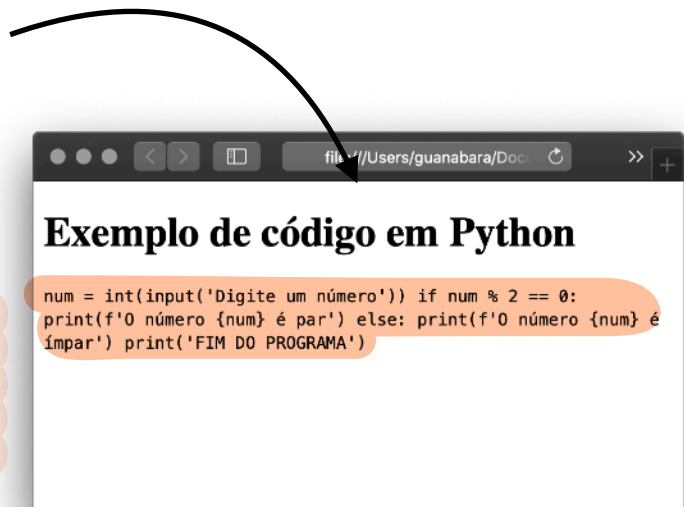 file:///Users/guanabara/Doc
Exemplo de código em Python
num = int(input('Digite um número')) if num % 2 == 0:
print(f'O número {num} é par') else: print(f'O número {num} é
ímpar') print('FIM DO PROGRAMA')